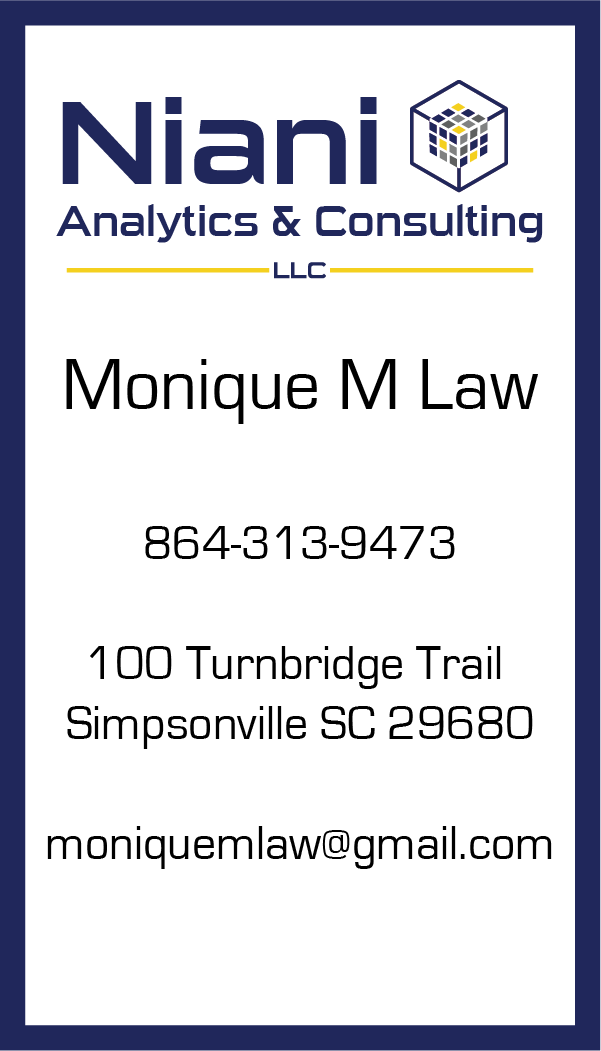 Niani
Analytics & Consulting
LLC
Monique M Law
864-313-9473
100 Turnbridge Trail
Simpsonville SC 29680
moniquemlaw@gmail.com